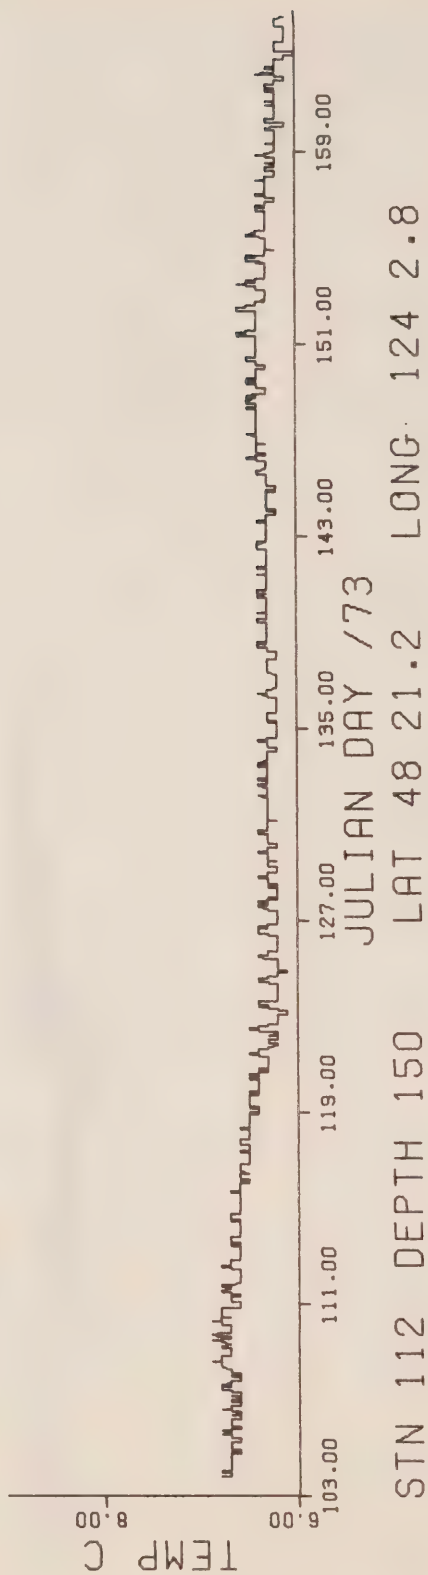 TEMP C
8.00
6.00
103.00 111.00 119.00 127.00 135.00 143.00 151.00 159.00
JULIAN DAY /73
STN 112 DEPTH 150 LAT 48 21.2 LONG 124 2.8